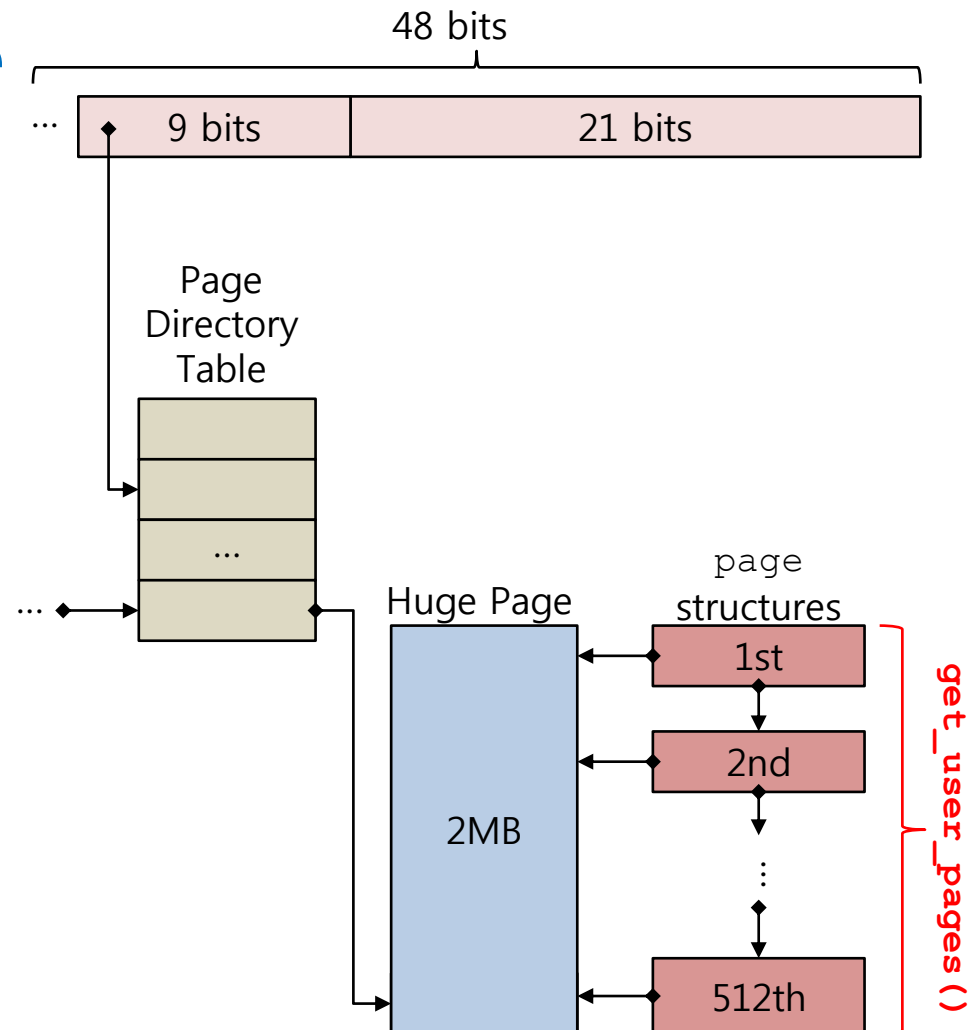 48 bits
... 9 bits 21 bits
Page
Directory
Table
...
...
Huge Page
2MB
page
structures
1st
2nd
...
512th
get_user_pages()